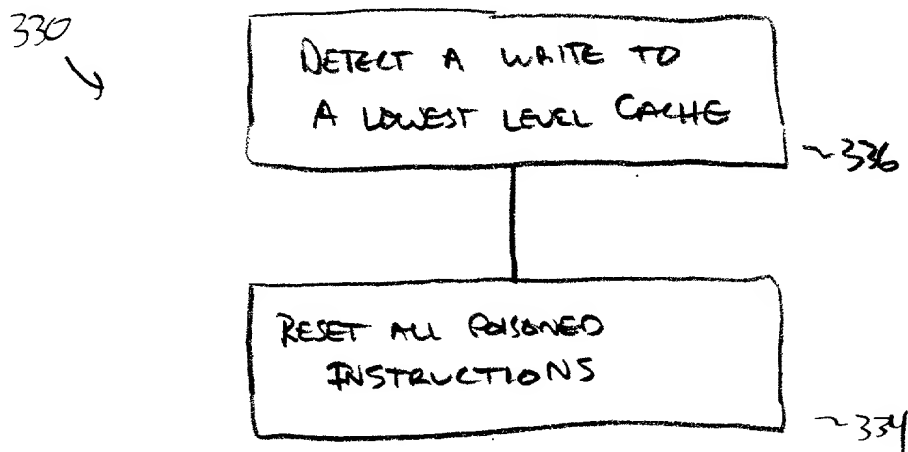 330
DETECT A WRITE TO
A LOWEST LEVEL CACHE
~336
RESET ALL POISONED
INSTRUCTIONS
~334